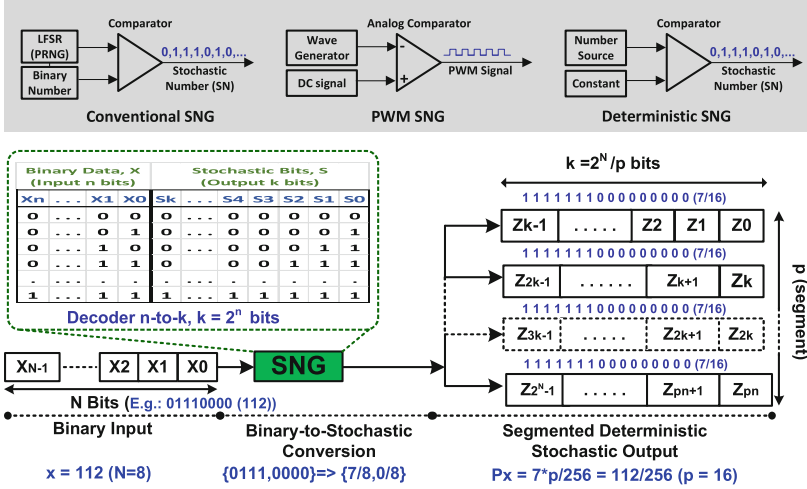 Comparator
LFSR
(PRNG)
Binary
Number
0,1,1,1,0,1,0,...
Stochastic
Number (SN)
Conventional SNG
Analog Comparator
Wave
Generator
DC signal
-
+
PWM Signal
PWM SNG
Comparator
Number
Source
Constant
0,1,1,1,0,1,0,...
Stochastic
Number (SN)
Deterministic SNG
Binary Data, X
(Input n bits)
Stochastic Bits, S
(Output k bits)
Xn ... X1 X0 Sk ... S4 S3 S2 S1 S0
0 ... 0 0 0 ... 0 0 0 0 0
0 ... 0 1 0 ... 0 0 0 0 1
0 ... 1 0 0 ... 0 0 0 1 1
0 ... 1 1 0 ... 0 0 1 1 1
. ... . . . ... . . . . .
1 ... 1 1 1 ... 1 1 1 1 1
Decoder n-to-k, k = 2ⁿ bits
XN-1
X2 X1 X0
SNG
N Bits (E.g.: 01110000 (112))
Binary Input
x = 112 (N=8)
Binary-to-Stochastic
Conversion
{0111,0000}=> {7/8,0/8}
k =2ᴺ/p bits
1 1 1 1 1 1 1 0 0 0 0 0 0 0 0 0 (7/16)
Zk-1 ..... Z2 Z1 Z0
1 1 1 1 1 1 1 0 0 0 0 0 0 0 0 0 (7/16)
Z2k-1 ...... Zk+1 Zk
1 1 1 1 1 1 1 0 0 0 0 0 0 0 0 0 (7/16)
Z3k-1 ..... Z2k+1 Z2k
1 1 1 1 1 1 1 0 0 0 0 0 0 0 0 0 (7/16)
Z2ᴺ-1 ..... Zpn+1 Zpn
p (segment)
Segmented Deterministic
Stochastic Output
Px = 7*p/256 = 112/256 (p = 16)